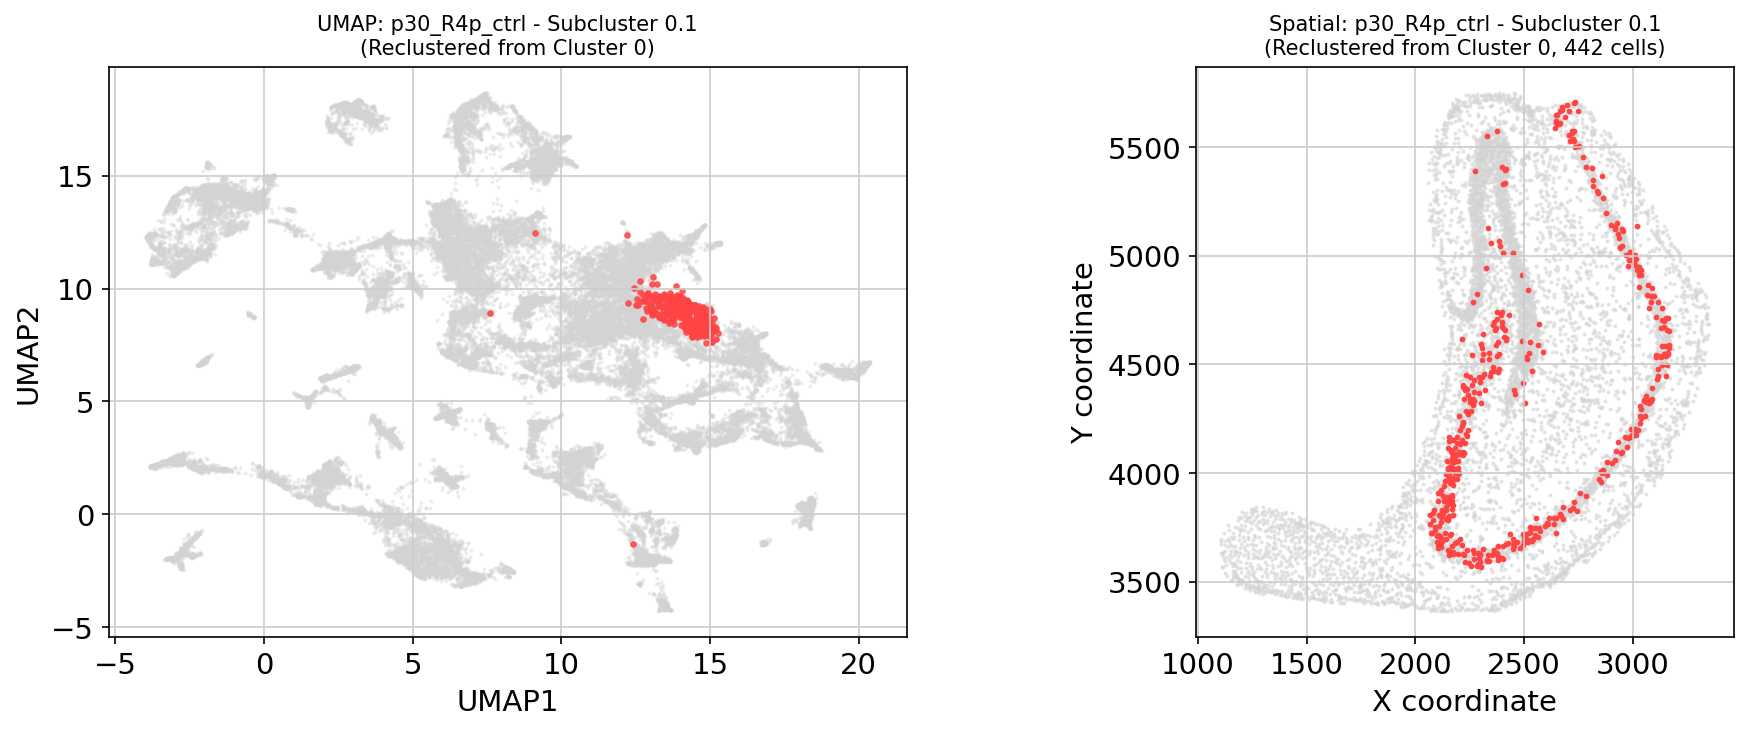 UMAP: p30_R4p_ctrl - Subcluster 0.1
(Reclustered from Cluster 0)
15
10
5
0
−5
−5 0 5 10 15 20
UMAP2
UMAP1
Spatial: p30_R4p_ctrl - Subcluster 0.1
(Reclustered from Cluster 0, 442 cells)
5500
5000
4500
4000
3500
1000 1500 2000 2500 3000
Y coordinate
X coordinate